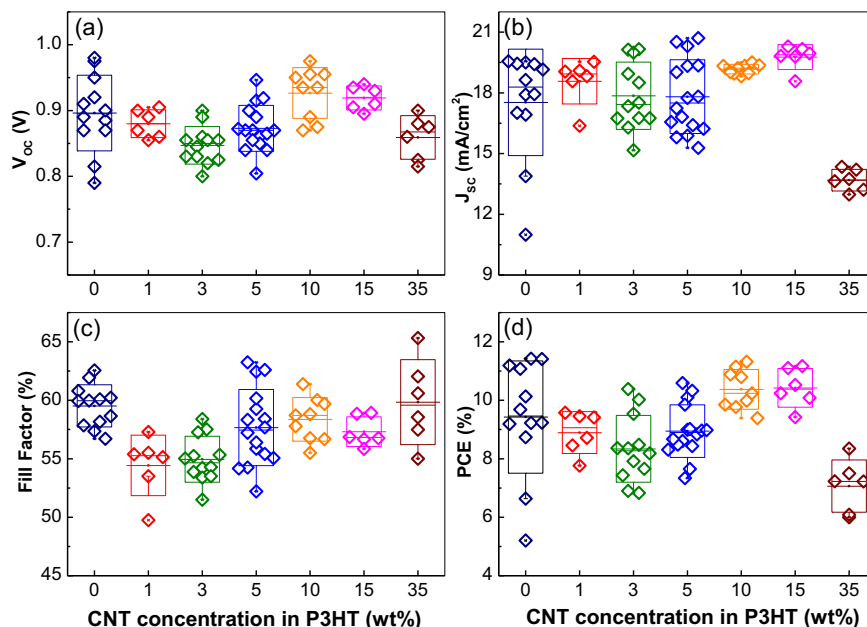 (a)
1.0
0.9
0.8
0.7
V_OC (V)
0 1 3 5 10 15 35
(b)
21
18
15
12
9
J_SC (mA/cm²)
0 1 3 5 10 15 35
(c)
65
60
55
50
45
Fill Factor (%)
0 1 3 5 10 15 35
CNT concentration in P3HT (wt%)
(d)
12
10
8
6
4
PCE (%)
0 1 3 5 10 15 35
CNT concentration in P3HT (wt%)